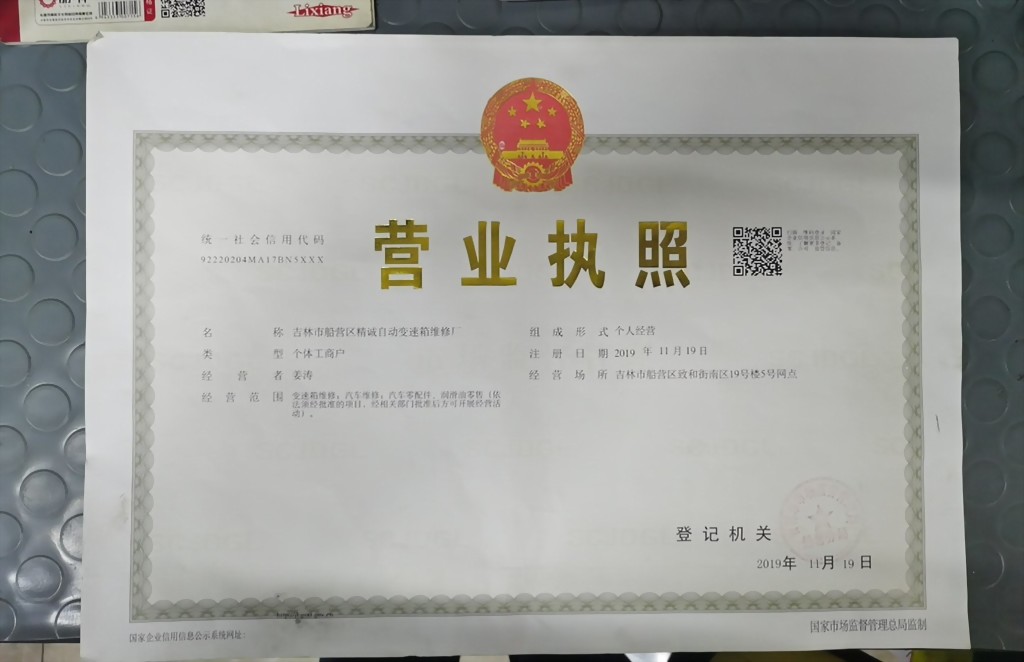 Lixiang
统一社会信用代码
92220204MA17BN5XXX
营业执照
名称 吉林市船营区精诚自动变速箱维修厂
类型 个体工商户
经营者 姜涛
经营范围 变速箱维修；汽车维修；汽车零配件、润滑油零售（依
法须经批准的项目，经相关部门批准后方可开展经营活
动）。
组成形式 个人经营
注册日期 2019 年 11月19日
经营场所 吉林市船营区致和街南区19号楼5号网点
登记机关
2019年 11月 19日
国家企业信用信息公示系统网址:
国家市场监督管理总局监制